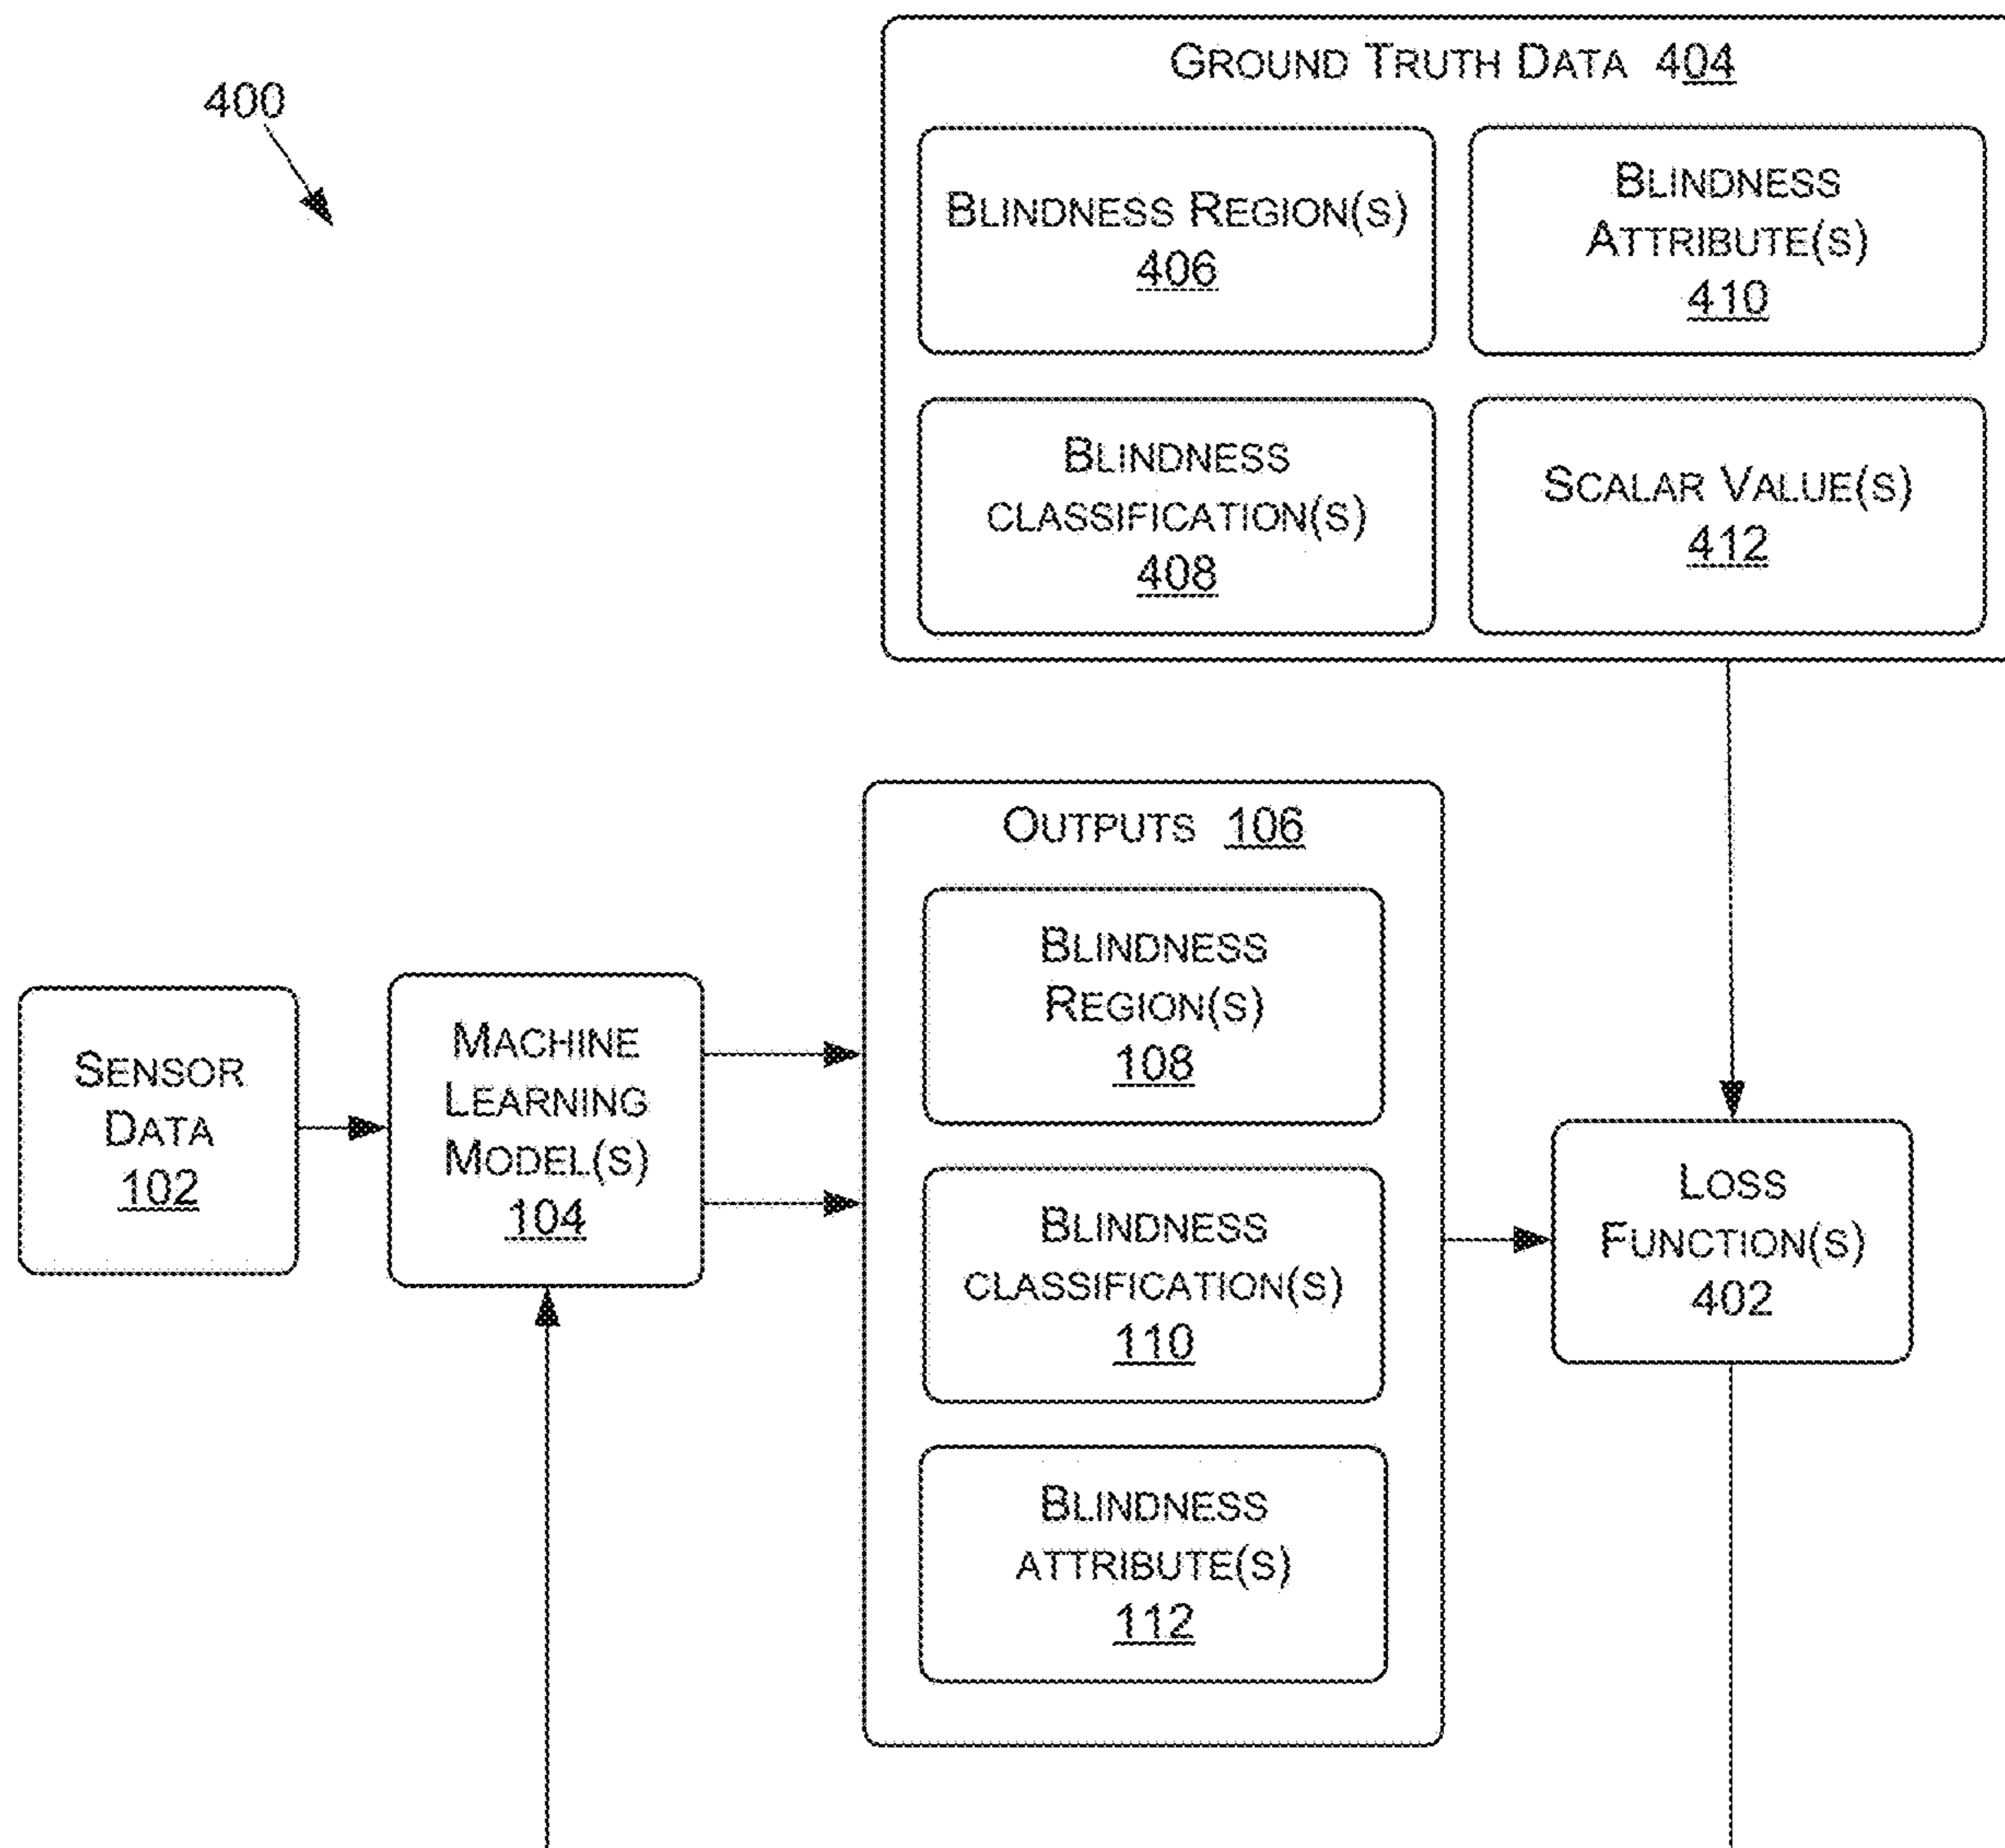 400
GROUND TRUTH DATA 404
BLINDNESS REGION(S)
406
BLINDNESS
ATTRIBUTE(S)
410
BLINDNESS
CLASSIFICATION(S)
408
SCALAR VALUE(S)
412
SENSOR
DATA
102
MACHINE
LEARNING
MODEL(S)
104
OUTPUTS 106
BLINDNESS
REGION(S)
108
BLINDNESS
CLASSIFICATION(S)
110
BLINDNESS
ATTRIBUTE(S)
112
LOSS
FUNCTION(S)
402